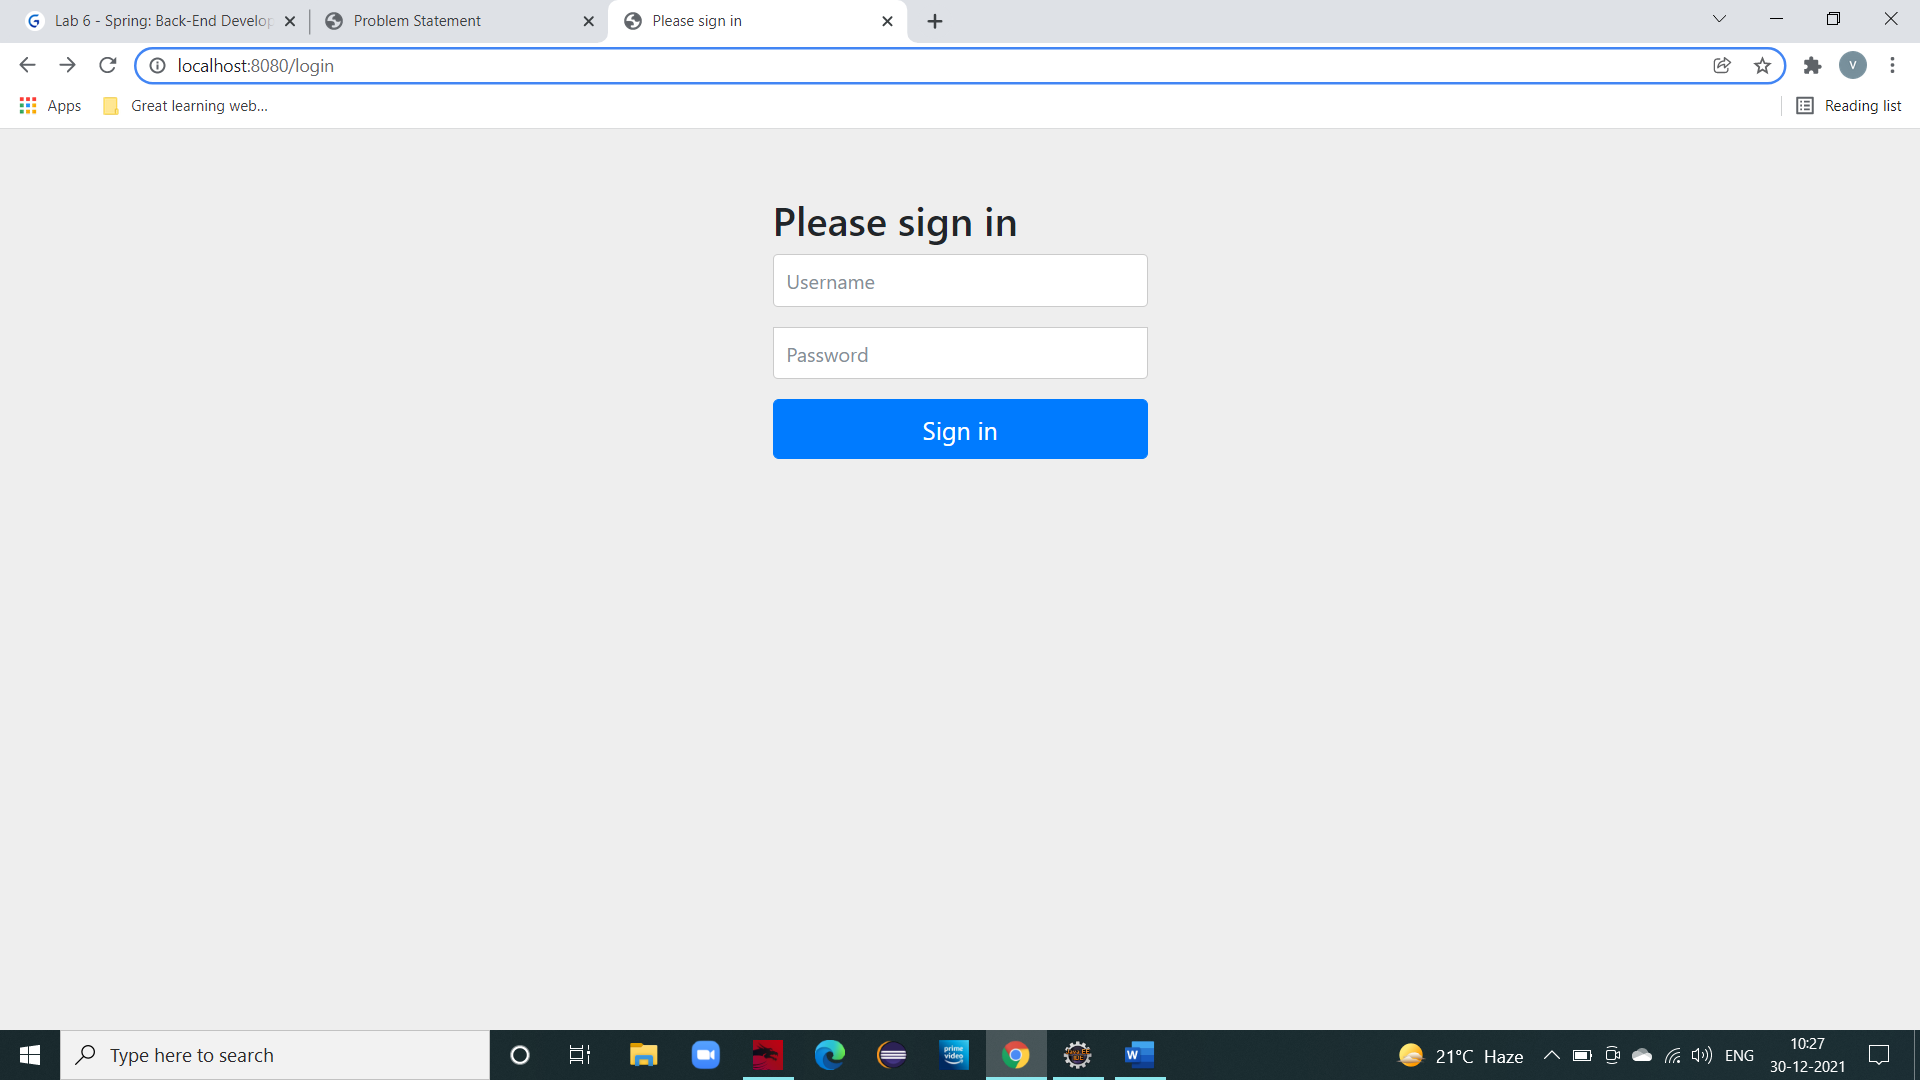 Lab 6 - Spring: Back-End Develop
Problem Statement
Please sign in
localhost:8080/login
V
Apps
Great learning web...
Reading list
Please sign in
Username
Password
Sign in
Type here to search
prime
video
W
21°C Haze
ENG
10:27
30-12-2021